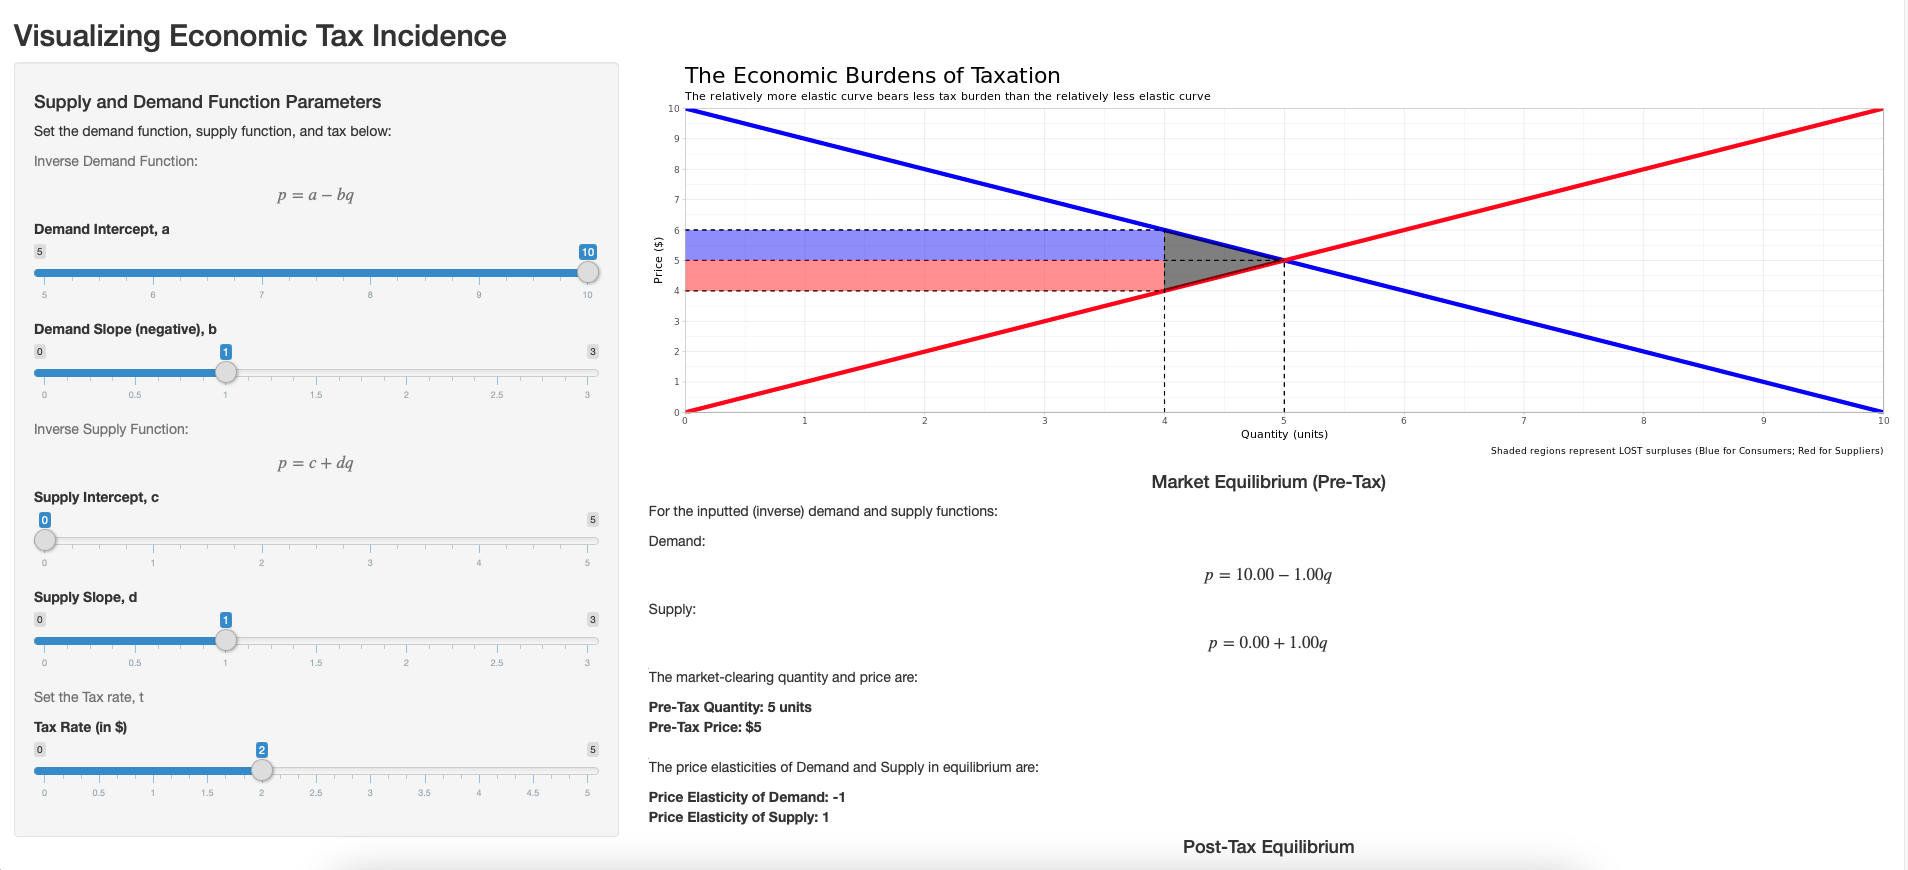 Visualizing Economic Tax Incidence
Supply and Demand Function Parameters
Set the demand function, supply function, and tax below:
Inverse Demand Function:
p = a − bq
Demand Intercept, a
5 10
5 6 7 8 9 10
Demand Slope (negative), b
0 1 3
0 0.5 1 1.5 2 2.5 3
Inverse Supply Function:
p = c + dq
Supply Intercept, c
0 5
0 1 2 3 4 5
Supply Slope, d
0 1 3
0 0.5 1 1.5 2 2.5 3
Set the Tax rate, t
Tax Rate (in $)
0 2 5
0 0.5 1 1.5 2 2.5 3 3.5 4 4.5 5
The Economic Burdens of Taxation
The relatively more elastic curve bears less tax burden than the relatively less elastic curve
10
9
8
7
6
5
4
3
2
1
0
Price ($)
0 1 2 3 4 5 6 7 8 9 10
Quantity (units)
Shaded regions represent LOST surpluses (Blue for Consumers; Red for Suppliers)
Market Equilibrium (Pre-Tax)
For the inputted (inverse) demand and supply functions:
Demand:
p = 10.00 − 1.00q
Supply:
p = 0.00 + 1.00q
The market-clearing quantity and price are:
Pre-Tax Quantity: 5 units
Pre-Tax Price: $5
The price elasticities of Demand and Supply in equilibrium are:
Price Elasticity of Demand: -1
Price Elasticity of Supply: 1
Post-Tax Equilibrium